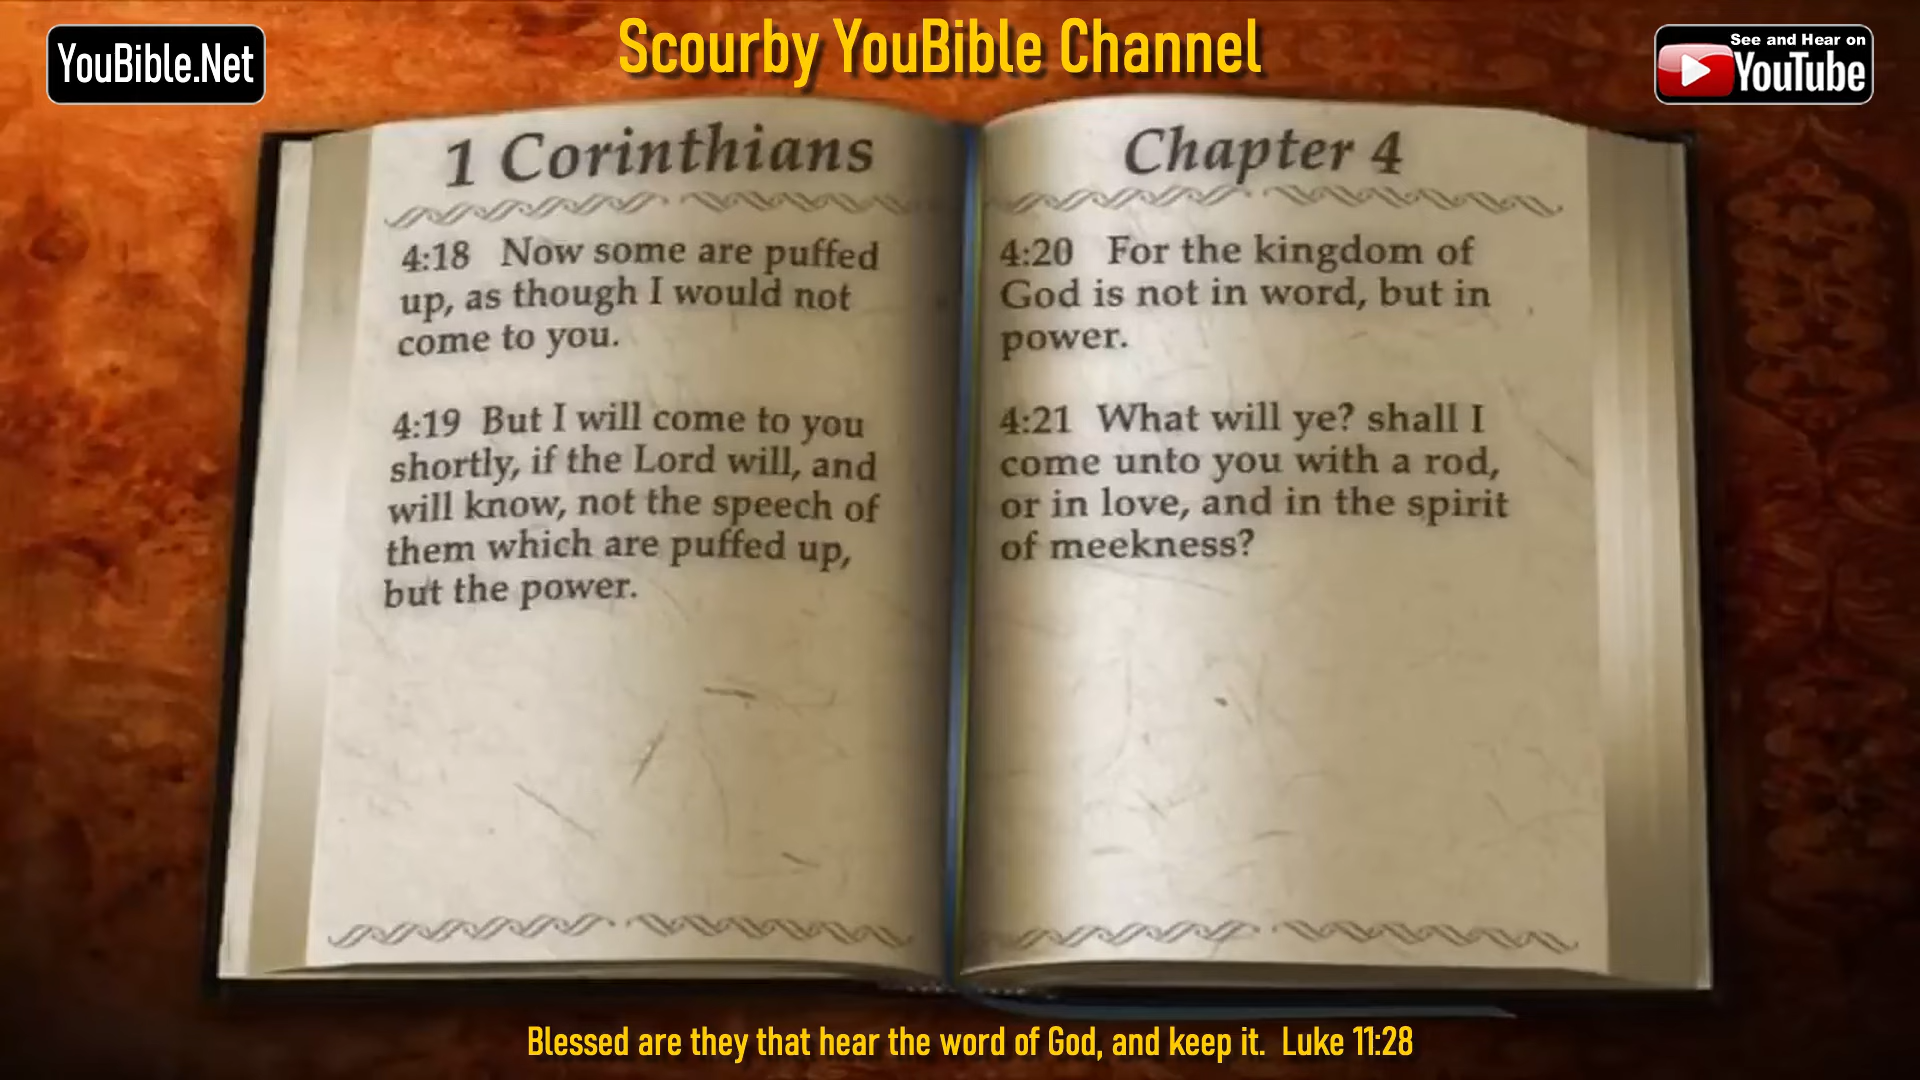 YouBible.Net
Scourby YouBible Channel
See and Hear on
YouTube
1 Corinthians
4:18 Now some are puffed
up, as though I would not
come to you.
4:19 But I will come to you
shortly, if the Lord will, and
will know, not the speech of
them which are puffed up,
but the power.
Chapter 4
4:20 For the kingdom of
God is not in word, but in
power.
4:21 What will ye? shall I
come unto you with a rod,
or in love, and in the spirit
of meekness?
Blessed are they that hear the word of God, and keep it. Luke 11:28